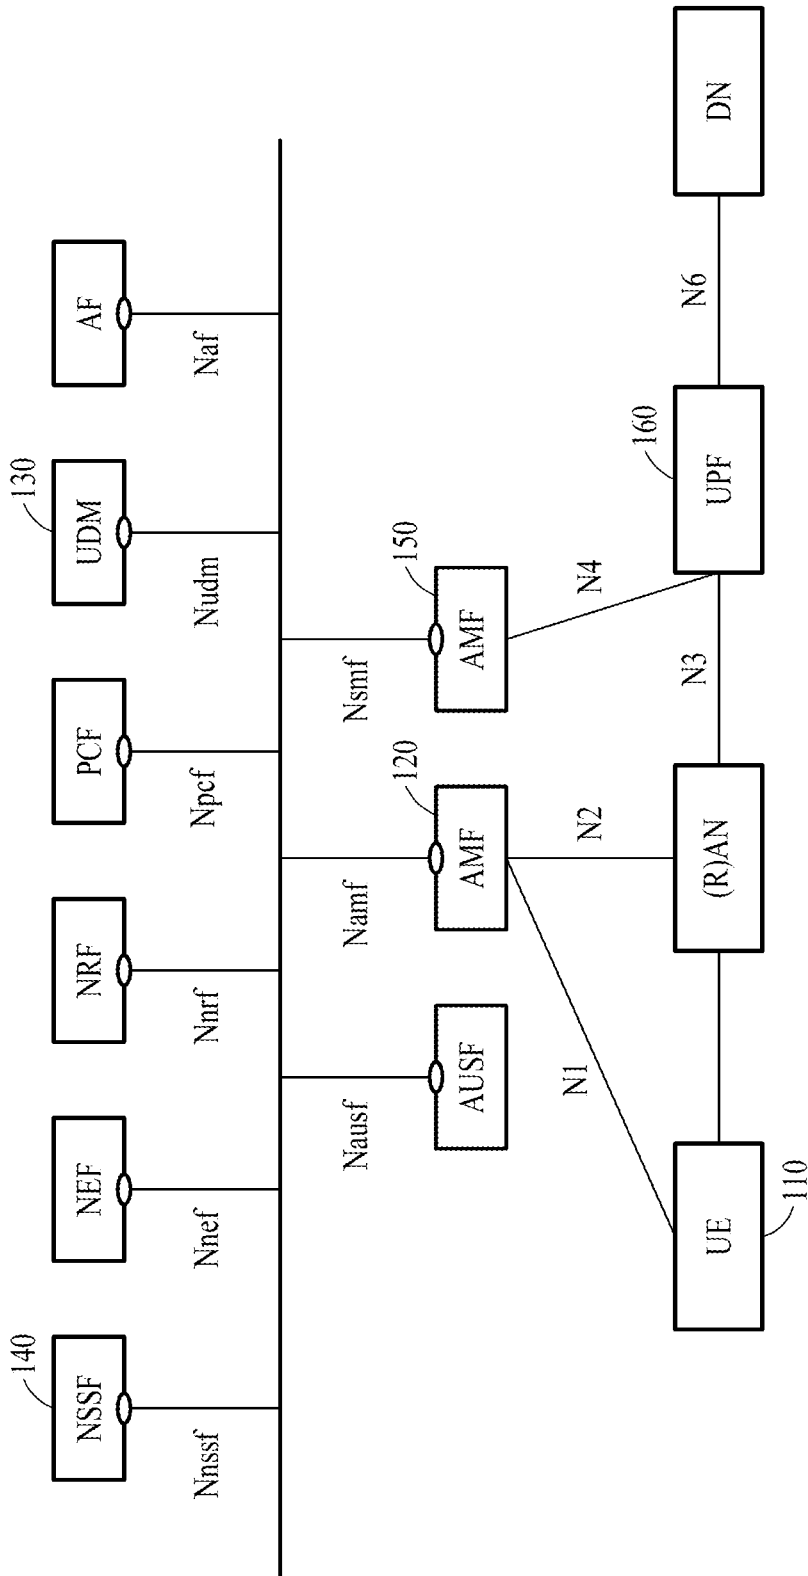 140
130
NSSF
NEF
NRF
PCF
UDM
AF
Nnssf
Nnef
Nnrf
Npcf
Nudm
Naf
Nausf
Namf
Nsmf
120
150
AUSF
AMF
AMF
N1
N2
N4
160
UE
(R)AN
N3
UPF
N6
DN
110